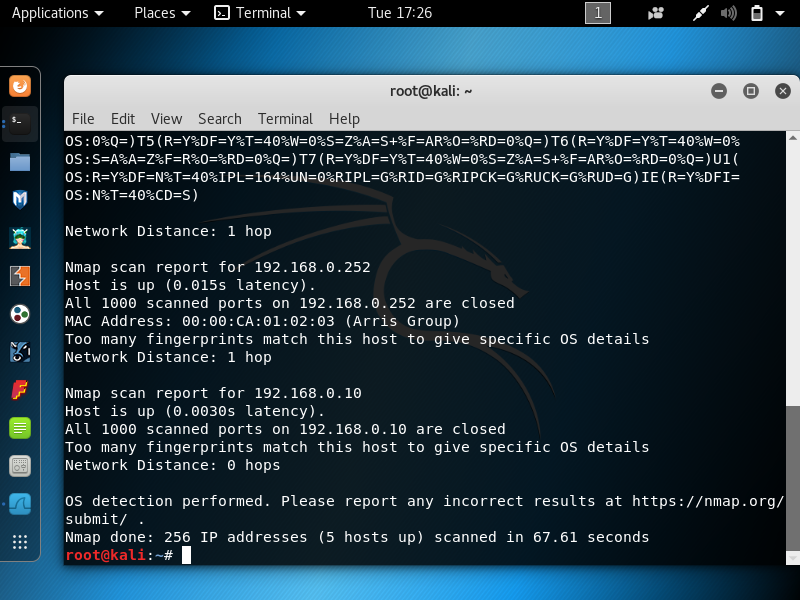 Applications Places Terminal Tue 17:26 1
root@kali: ~
File Edit View Search Terminal Help
OS:0%Q=)T5(R=Y%DF=Y%T=40%W=0%S=Z%A=S+%F=AR%O=%RD=0%Q=)T6(R=Y%DF=Y%T=40%W=0%
OS:S=A%A=Z%F=R%O=%RD=0%Q=)T7(R=Y%DF=Y%T=40%W=0%S=Z%A=S+%F=AR%O=%RD=0%Q=)U1(
OS:R=Y%DF=N%T=40%IPL=164%UN=0%RIPL=G%RID=G%RIPCK=G%RUCK=G%RUD=G)IE(R=Y%DFI=
OS:N%T=40%CD=S)
Network Distance: 1 hop
Nmap scan report for 192.168.0.252
Host is up (0.015s latency).
All 1000 scanned ports on 192.168.0.252 are closed
MAC Address: 00:00:CA:01:02:03 (Arris Group)
Too many fingerprints match this host to give specific OS details
Network Distance: 1 hop
Nmap scan report for 192.168.0.10
Host is up (0.0030s latency).
All 1000 scanned ports on 192.168.0.10 are closed
Too many fingerprints match this host to give specific OS details
Network Distance: 0 hops
OS detection performed. Please report any incorrect results at https://nmap.org/
submit/ .
Nmap done: 256 IP addresses (5 hosts up) scanned in 67.61 seconds
root@kali:~#